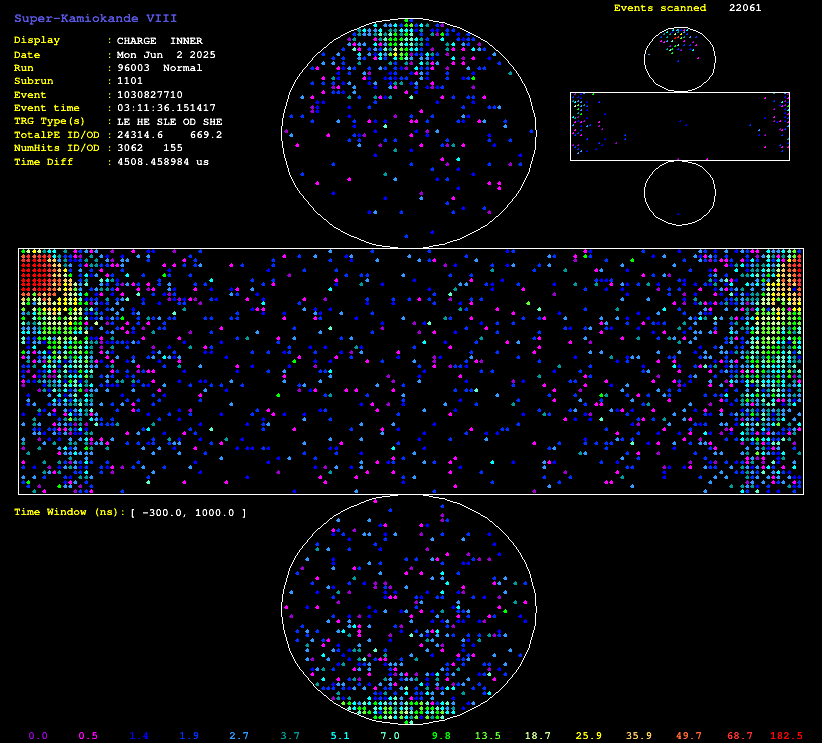 Super-Kamiokande VIII
Events scanned 22061
Display : CHARGE INNER
Date : Mon Jun 2 2025
Run : 96003 Normal
Subrun : 1101
Event : 1030827710
Event time : 03:11:36.151417
TRG Type(s) : LE HE SLE OD SHE
TotalPE ID/OD : 24314.6 669.2
NumHits ID/OD : 3062 155
Time Diff : 4508.458984 us
Time Window (ns): [ -300.0, 1000.0 ]
0.0 0.5 1.4 1.9 2.7 3.7 5.1 7.0 9.8 13.5 18.7 25.9 35.9 49.7 68.7 182.5